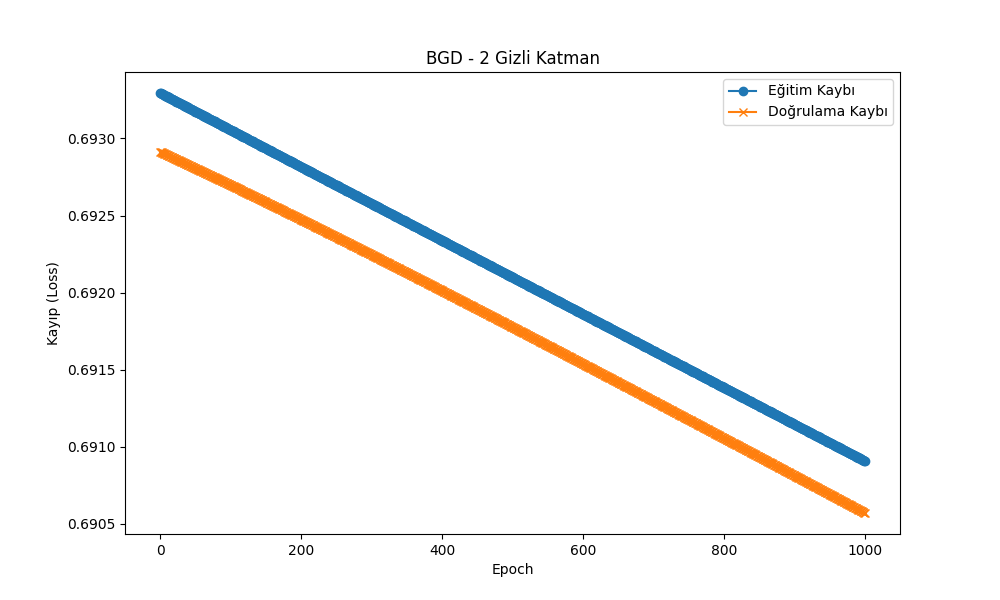 BGD - 2 Gizli Katman
Eğitim Kaybı
Doğrulama Kaybı
Kayıp (Loss)
0.6930
0.6925
0.6920
0.6915
0.6910
0.6905
0 200 400 600 800 1000
Epoch